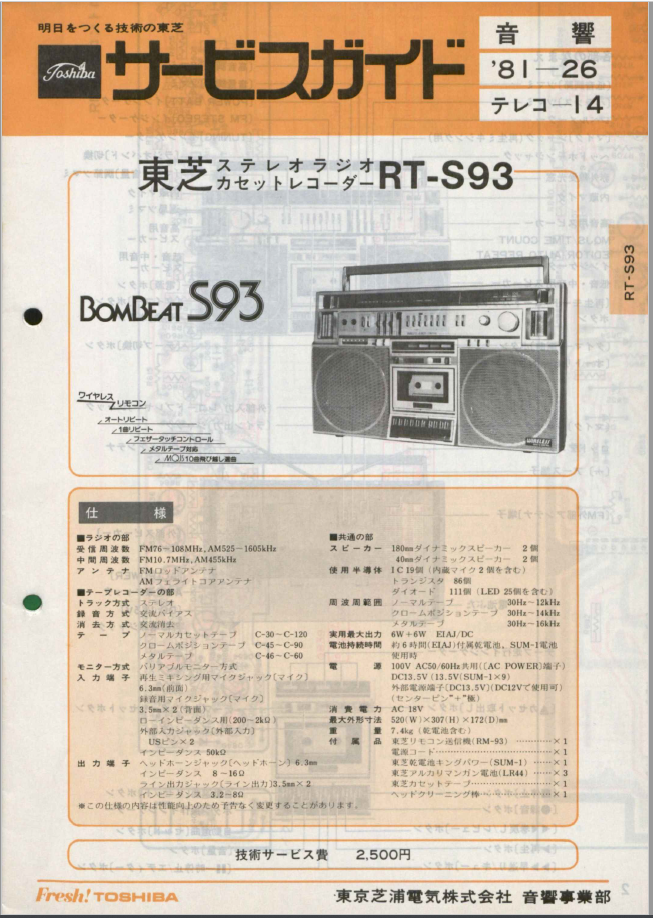 明日をつくる技術の東芝
Toshiba
サービスガイド
音響
'81—26
テレコ—14
東芝ステレオラジオカセットレコーダーRT-S93
RT-S93
BOMBEAT S93
ワイヤレス
リモコン
オートリピート
1曲リピート
フェザータッチコントロール
メタルテープ対応
MQJS10曲飛び越し選曲
仕様
■ラジオの部
受信周波数 FM76~108MHz, AM525~1605kHz
中間周波数 FM10.7MHz, AM455kHz
アンテナ FMロッドアンテナ
AMフェライトコアアンテナ
■テープレコーダーの部
トラック方式 ステレオ
録音方式 交流バイアス
消去方式 交流消去
テープ ノーマルカセットテープ C-30~C-120
クロームポジションテープ C-45~C-90
メタルテープ C-46~C-60
モニター方式 バリアブルモニター方式
入力端子 再生ミキシング用マイクジャック(マイク)
6.3mm(前面)
録音用マイクジャック(マイク)
3.5mm×2(背面)
ローインピーダンス用(200~2kΩ)
外部入力ジャック(外部入力)
USピン×2
インピーダンス 50kΩ
出力端子 ヘッドホーンジャック(ヘッドホーン) 6.3mm
インピーダンス 8~16Ω
ライン出力ジャック(ライン出力)3.5mm×2
インピーダンス 3.2~8Ω
※この仕様の内容は性能向上のため予告なく変更することがあります.
■共通の部
スピーカー 180mmダイナミックスピーカー 2個
40mmダイナミックスピーカー 2個
使用半導体 IC19個(内蔵マイク2個を含む)
トランジスタ 86個
ダイオード 111個(LED 25個を含む)
周波周範囲 ノーマルテープ 30Hz~12kHz
クロームポジションテープ 30Hz~14kHz
メタルテープ 30Hz~16kHz
実用最大出力 6W+6W EIAJ/DC
電池持続時間 約6時間(EIAJ)付属乾電池、SUM-1電池
使用時
電源 100V AC50/60Hz共用((AC POWER)端子)
DC13.5V(13.5V(SUM-1×9)
外部電源端子(DC13.5V)(DC12Vで使用可)
(センターピン"+"極)
消費電力 AC 18V
最大外形寸法 520(W)×307(H)×172(D)mm
重量 7.4kg(乾電池含む)
付属品 東芝リモコン送信機(RM-93)……×1
電源コード……×1
東芝乾電池キングパワー(SUM-1)……×1
東芝アルカリマンガン電池(LR44)……×3
東芝カセットテープ……×1
ヘッドクリーニング棒……×1
技術サービス費 2,500円
Fresh! TOSHIBA
東京芝浦電気株式会社 音響事業部